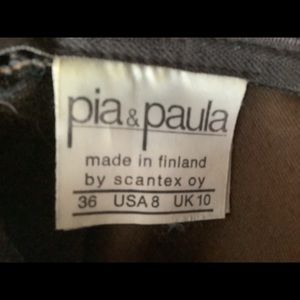 pia & paula
made in finland
by scantex oy
36 USA 8 UK 10